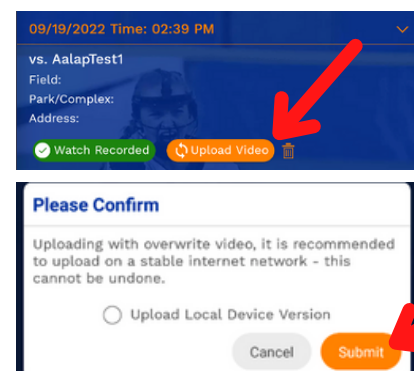 09/19/2022 Time: 02:39 PM
vs. AalapTest1
Field:
Park/Complex:
Address:
Watch Recorded Upload Video
Please Confirm
Uploading with overwrite video, it is recommended
to upload on a stable internet network - this
cannot be undone.
Upload Local Device Version
Cancel Submit